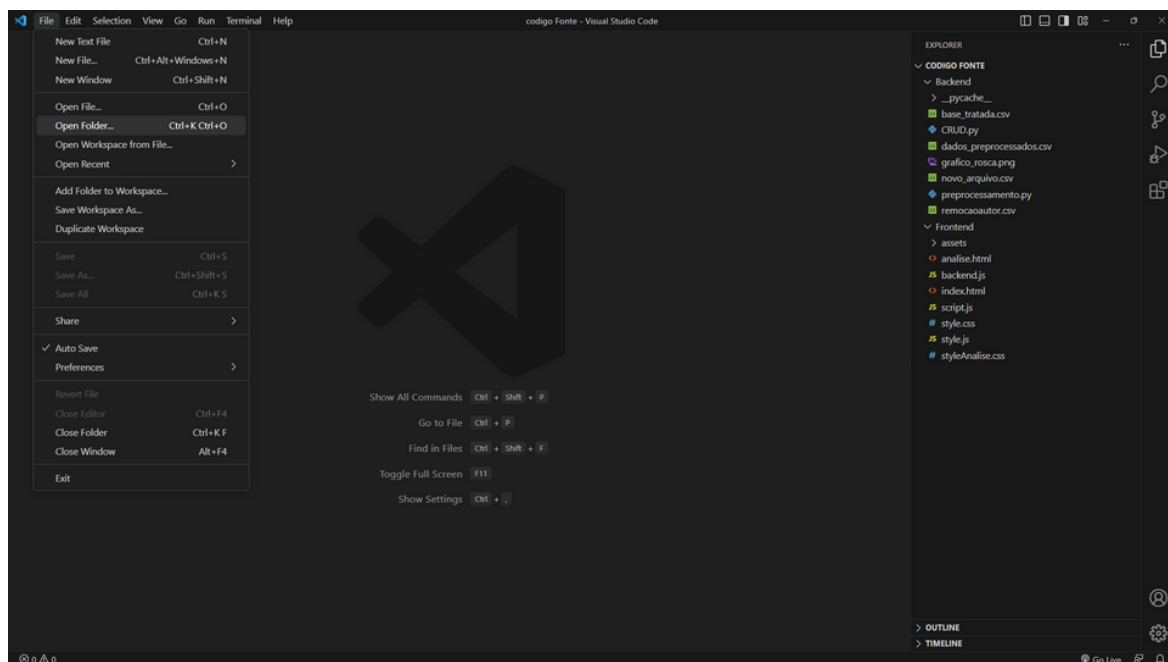 File Edit Selection View Go Run Terminal Help
codigo Fonte - Visual Studio Code
New Text File Ctrl+N
New File... Ctrl+Alt+Windows+N
New Window Ctrl+Shift+N
Open File... Ctrl+O
Open Folder... Ctrl+K Ctrl+O
Open Workspace from File...
Open Recent
Add Folder to Workspace...
Save Workspace As...
Duplicate Workspace
Save Ctrl+S
Save As... Ctrl+Shift+S
Save All Ctrl+K S
Share
Auto Save
Preferences
Revert File
Close Editor Ctrl+F4
Close Folder Ctrl+K F
Close Window Alt+F4
Exit
Show All Commands Ctrl + Shift + P
Go to File Ctrl + P
Find in Files Ctrl + Shift + F
Toggle Full Screen F11
Show Settings Ctrl + ,
EXPLORER
CODIGO FONTE
Backend
__pycache__
base_tratada.csv
CRUD.py
dados_preprocessados.csv
grafico_rosca.png
novo_arquivo.csv
preprocessamento.py
remocaoautor.csv
Frontend
assets
analise.html
JS backend.js
index.html
JS script.js
# style.css
JS style.js
# styleAnalise.css
OUTLINE
TIMELINE
0 0
Go Live